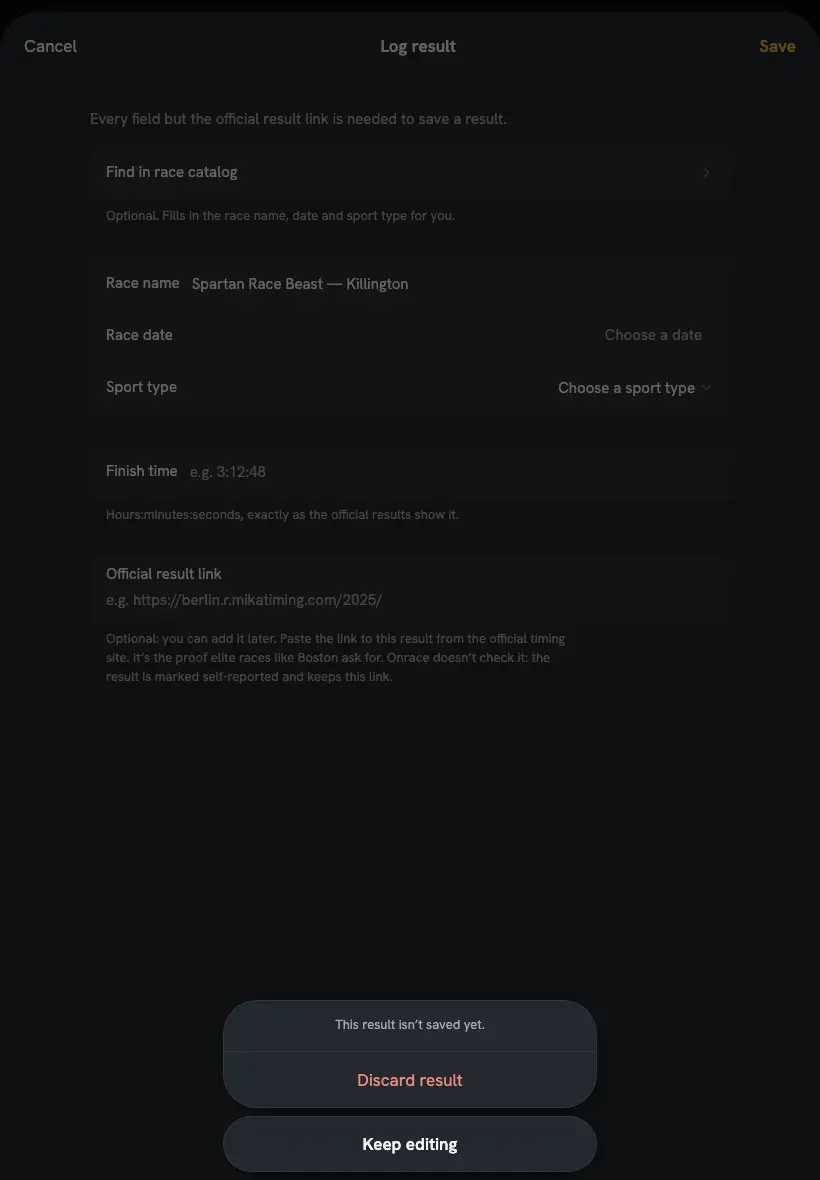 Cancel
Log result
Save
Every field but the official result link is needed to save a result.
Find in race catalog
Optional. Fills in the race name, date and sport type for you.
Race name Spartan Race Beast — Killington
Race date Choose a date
Sport type Choose a sport type
Finish time e.g. 3:12:48
Hours:minutes:seconds, exactly as the official results show it.
Official result link
e.g. https://berlin.r.mikatiming.com/2025/
Optional: you can add it later. Paste the link to this result from the official timing
site. It’s the proof elite races like Boston ask for. Onrace doesn’t check it: the
result is marked self-reported and keeps this link.
This result isn’t saved yet.
Discard result
Keep editing